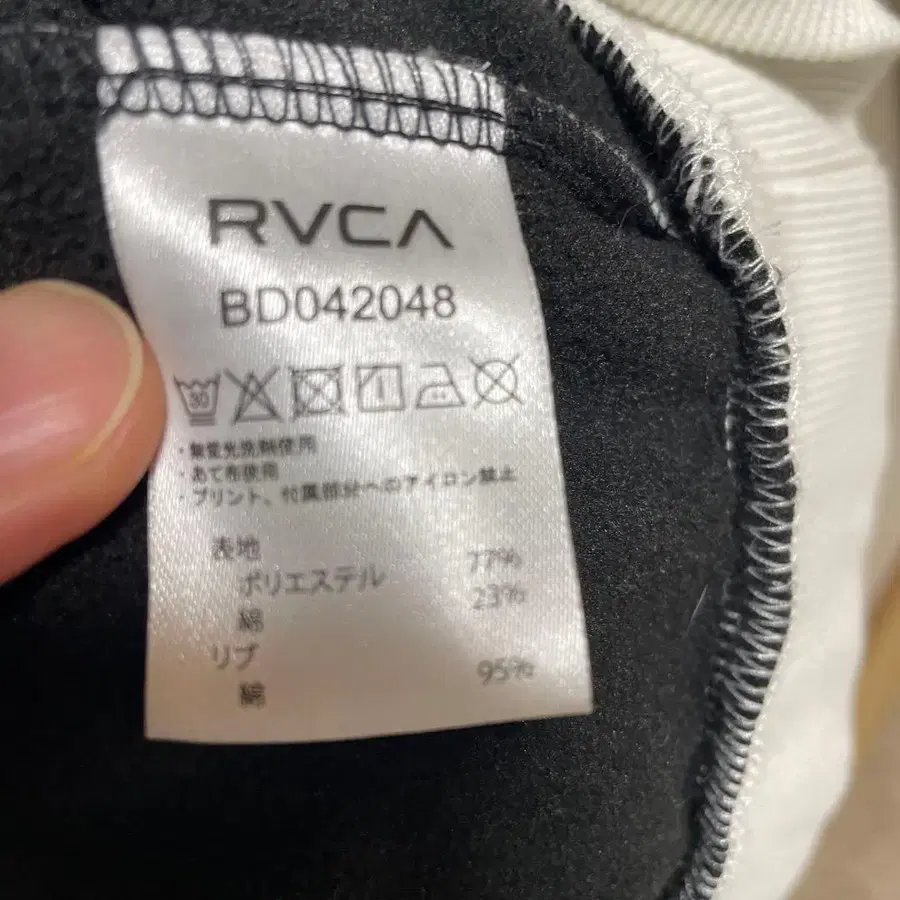 RVCA
BD042048
30
・無蛍光洗剤使用
・あて布使用
・プリント、付属部分へのアイロン禁止
表地
ポリエステル 77%
綿 23%
リブ
綿 95%